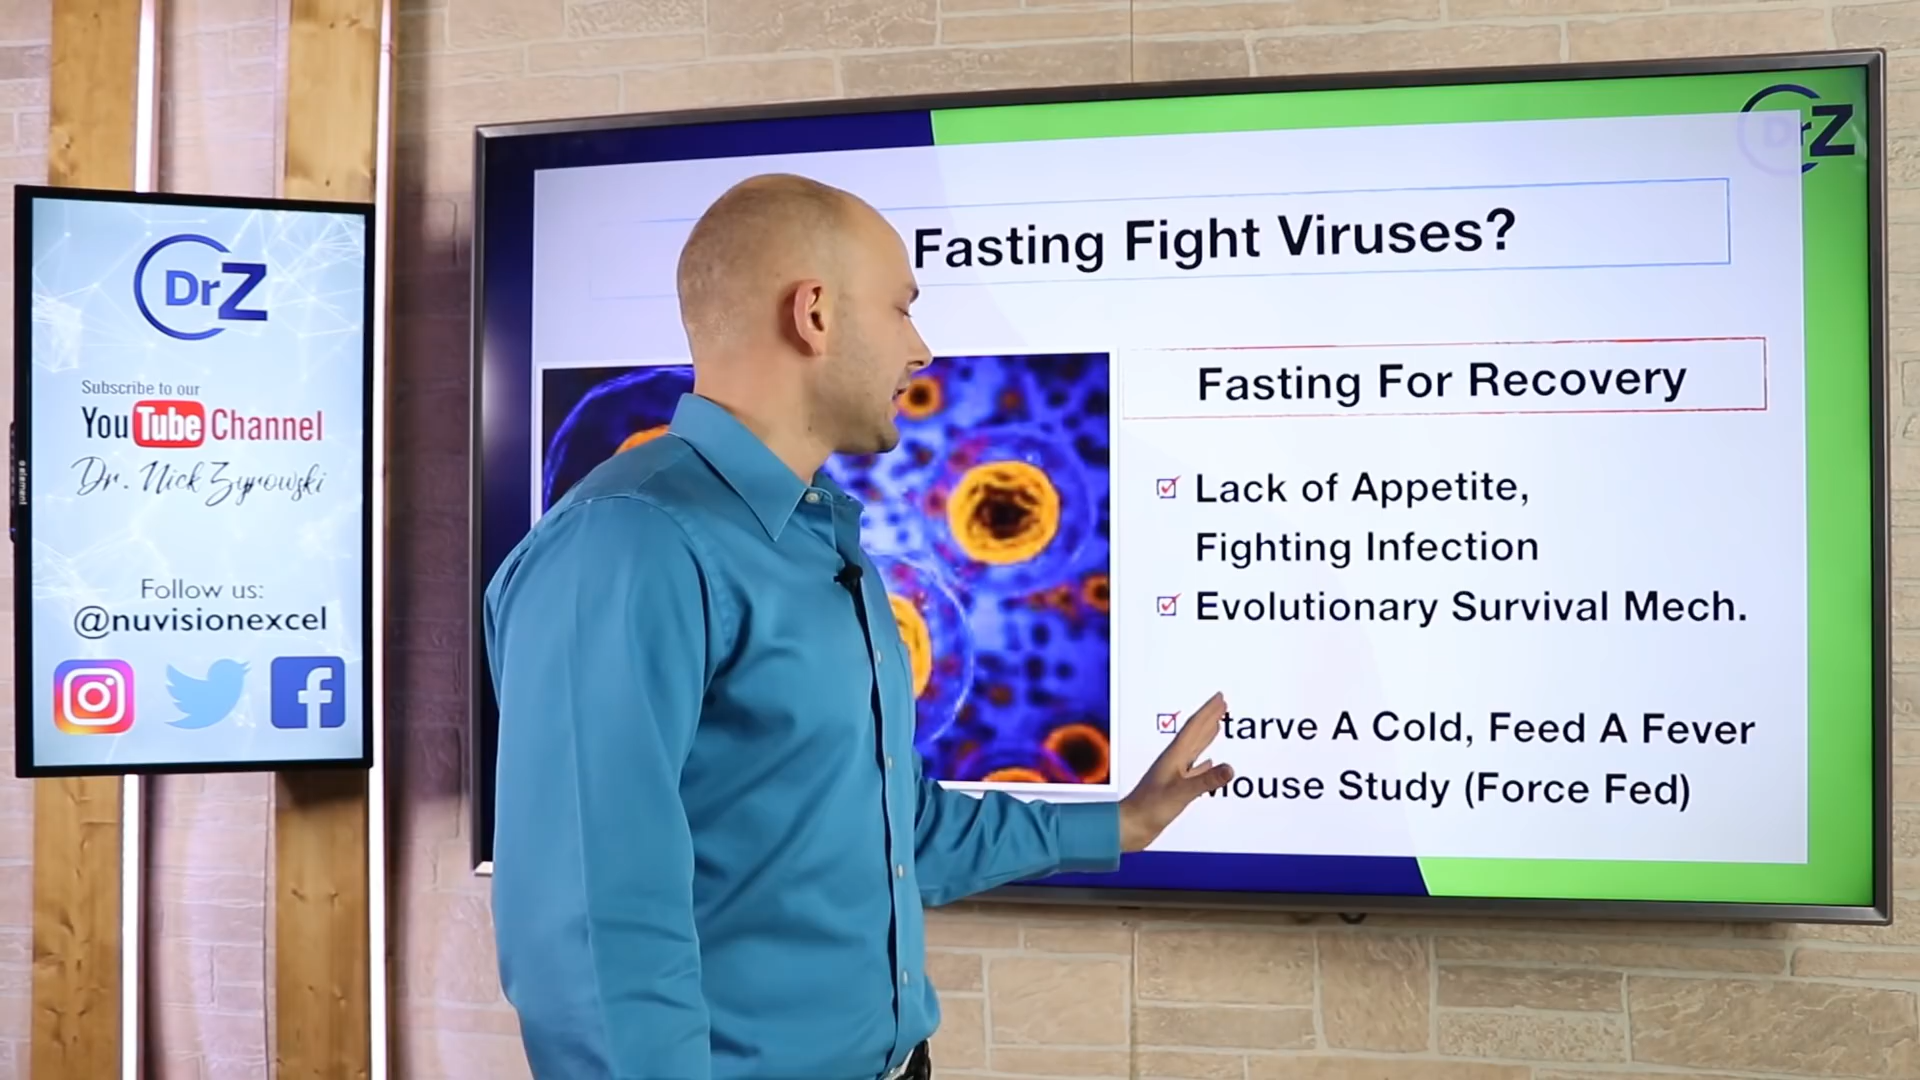 DrZ
Subscribe to our
YouTube Channel
Dr. Nick Zyrowski
Follow us:
@nuvisionexcel
element
DrZ
Fasting Fight Viruses?
Fasting For Recovery
Lack of Appetite,
Fighting Infection
Evolutionary Survival Mech.
tarve A Cold, Feed A Fever
ouse Study (Force Fed)